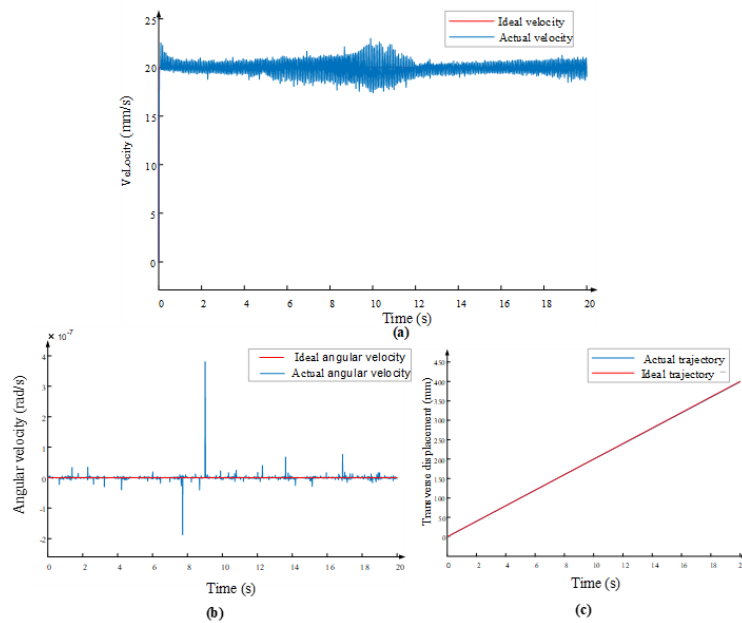 25
20
15
10
5
0
VeLocity (mm/s)
Ideal velocity
Actual velocity
0 2 4 6 8 10 12 14 16 18 20
Time (s)
(a)
× 10⁻⁷
4
3
2
1
0
-1
-2
Angular velocity (rad/s)
Ideal angular velocity
Actual angular velocity
0 2 4 6 8 10 12 14 16 18 20
Time (s)
(b)
450
400
350
300
250
200
150
100
50
0
Transverse displacement (mm)
Actual trajectory
Ideal trajectory
0 2 4 6 8 10 12 14 16 18 2
Time (s)
(c)